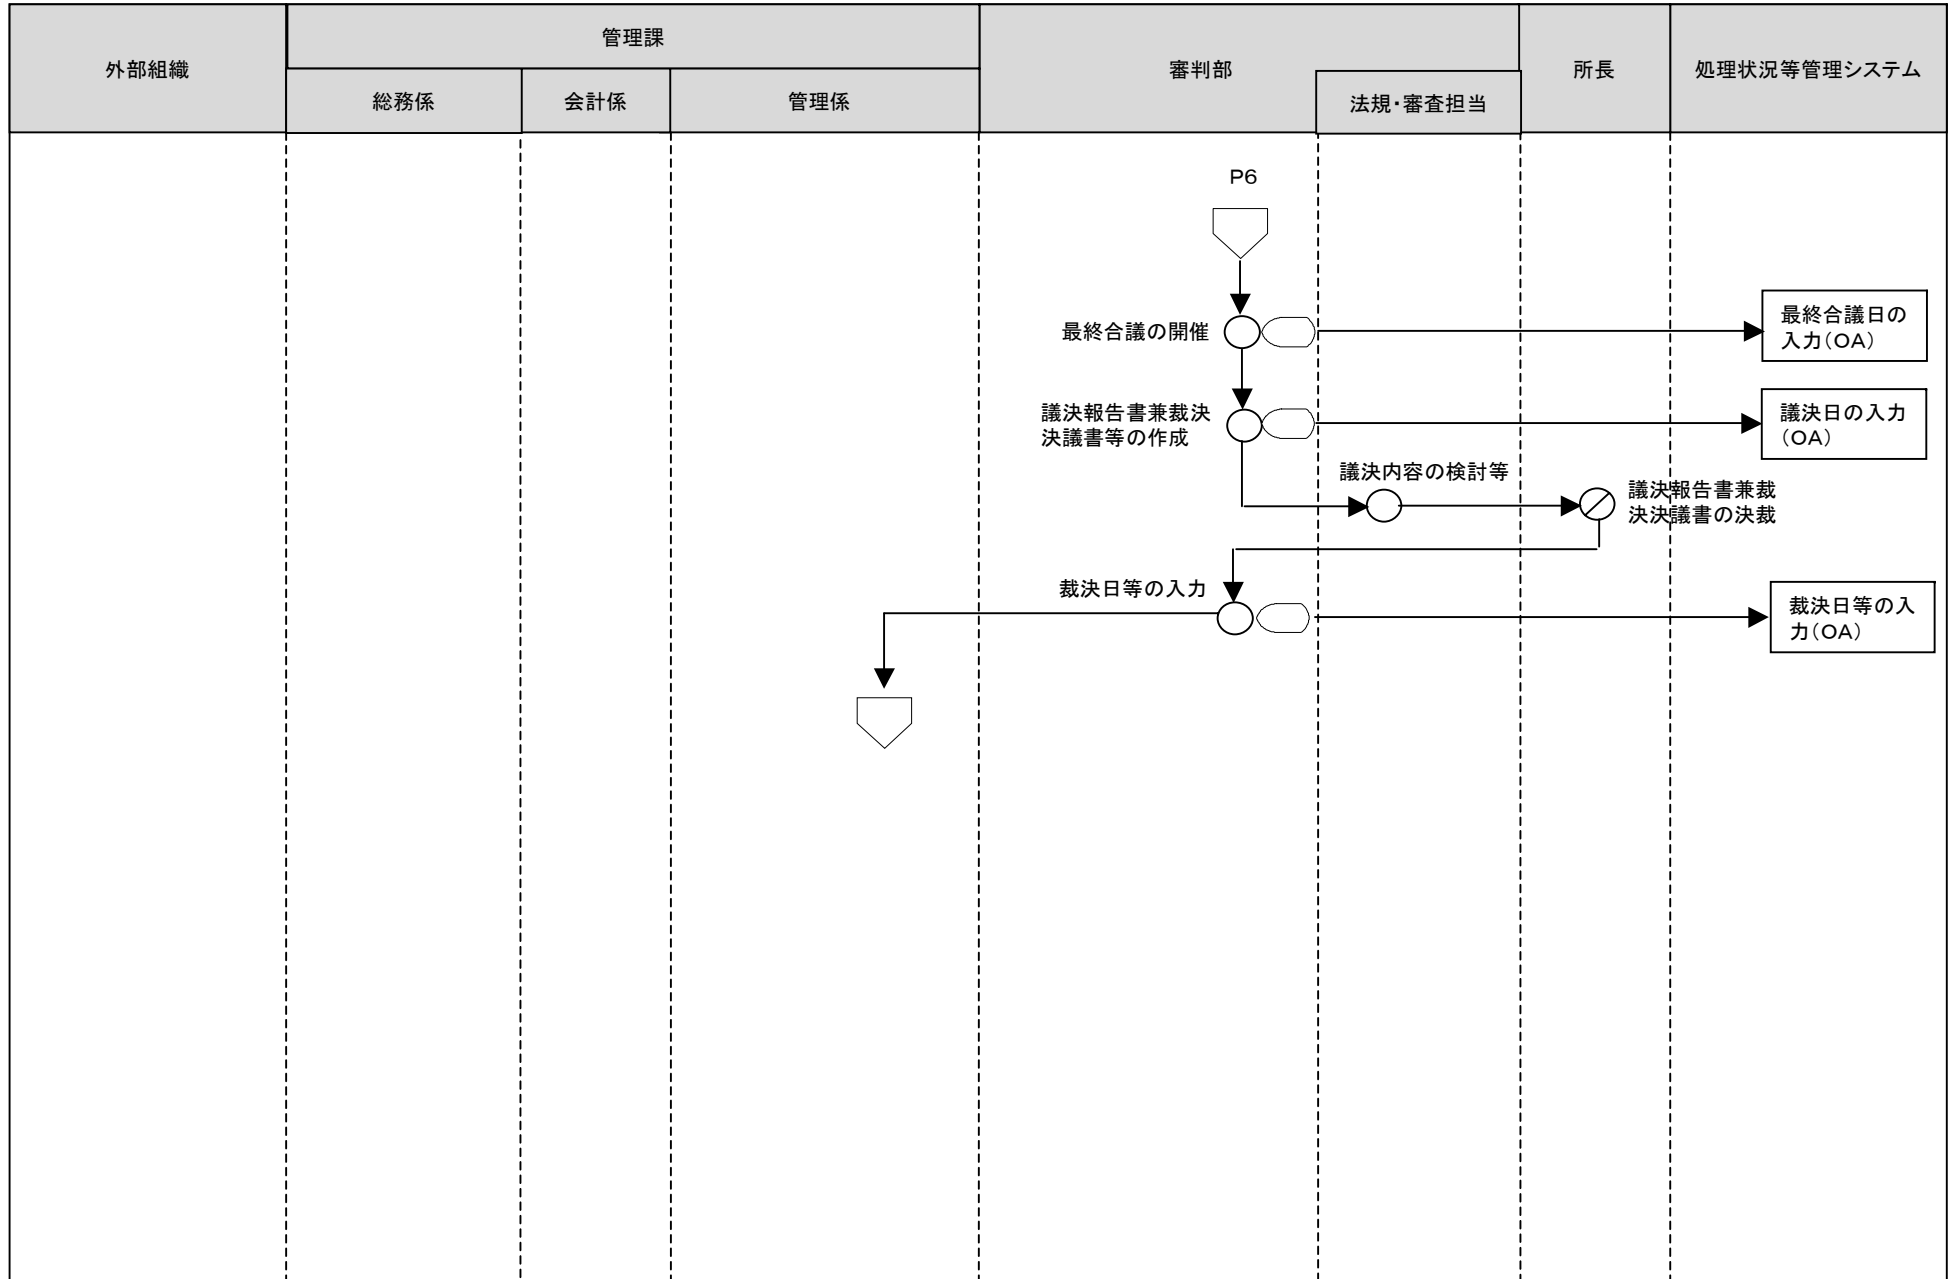 外部組織
管理課
総務係
会計係
管理係
審判部
法規・審査担当
所長
処理状況等管理システム
P6
最終合議の開催
最終合議日の
入力(OA)
議決報告書兼裁決
決議書等の作成
議決日の入力
(OA)
議決内容の検討等
議決報告書兼裁
決決議書の決裁
裁決日等の入力
裁決日等の入
力(OA)